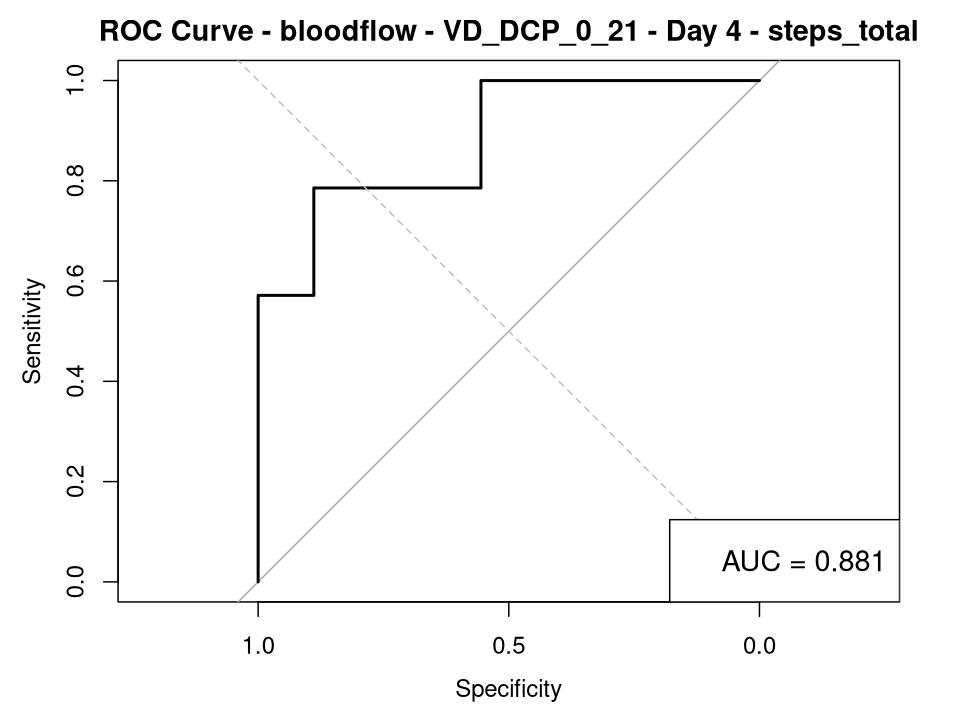 ROC Curve - bloodflow - VD_DCP_0_21 - Day 4 - steps_total
1.0
0.8
0.6
0.4
0.2
0.0
Sensitivity
AUC = 0.881
1.0 0.5 0.0
Specificity